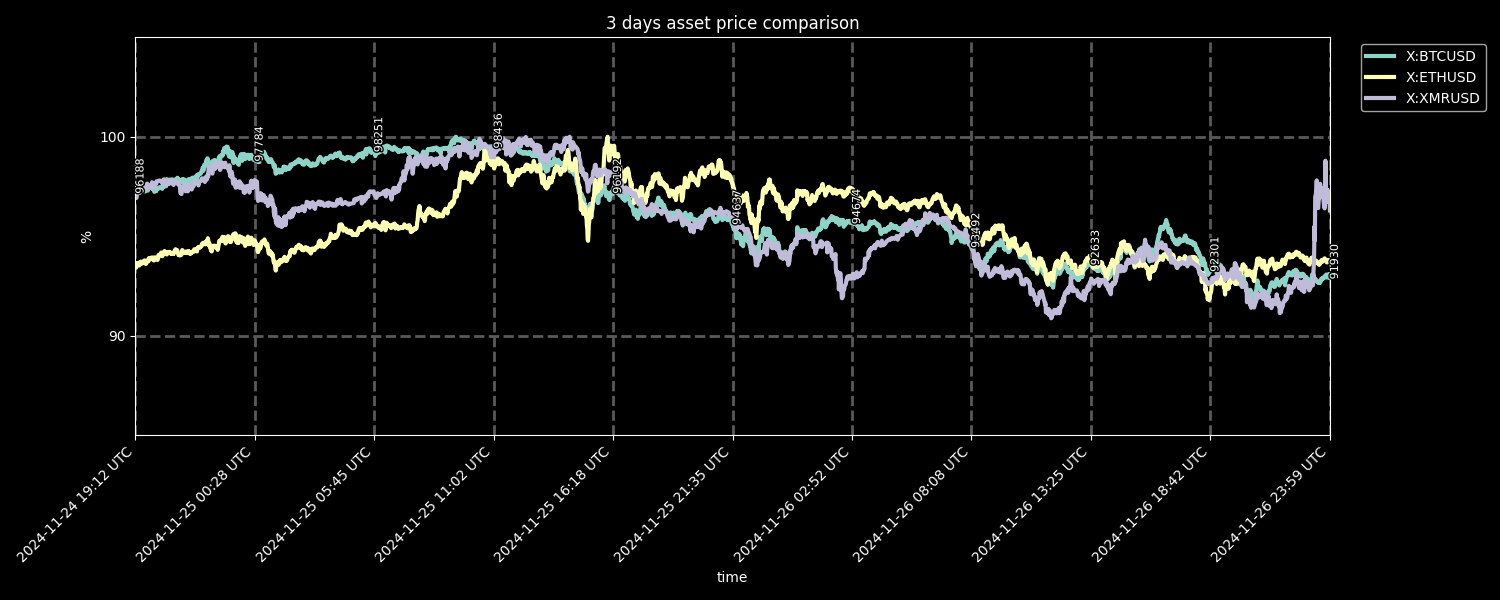 3 days asset price comparison
X:BTCUSD
X:ETHUSD
X:XMRUSD
%
100
90
96188
97784
98251
98436
96192
94637
94674
93492
92633
92301
91930
2024-11-24 19:12 UTC
2024-11-25 00:28 UTC
2024-11-25 05:45 UTC
2024-11-25 11:02 UTC
2024-11-25 16:18 UTC
2024-11-25 21:35 UTC
2024-11-26 02:52 UTC
2024-11-26 08:08 UTC
2024-11-26 13:25 UTC
2024-11-26 18:42 UTC
2024-11-26 23:59 UTC
time